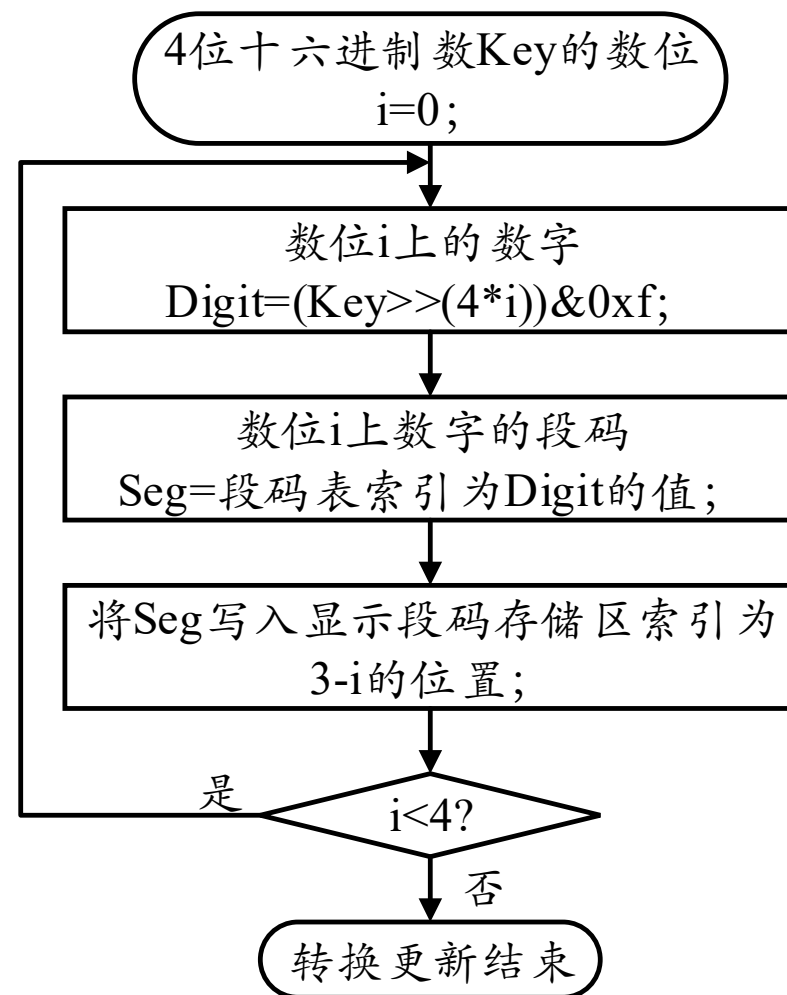 4位十六进制数Key的数位
i=0;
数位i上的数字
Digit=(Key>>(4*i))&0xf;
数位i上数字的段码
Seg=段码表索引为Digit的值;
将Seg写入显示段码存储区索引为
3-i的位置;
是
i<4?
否
转换更新结束